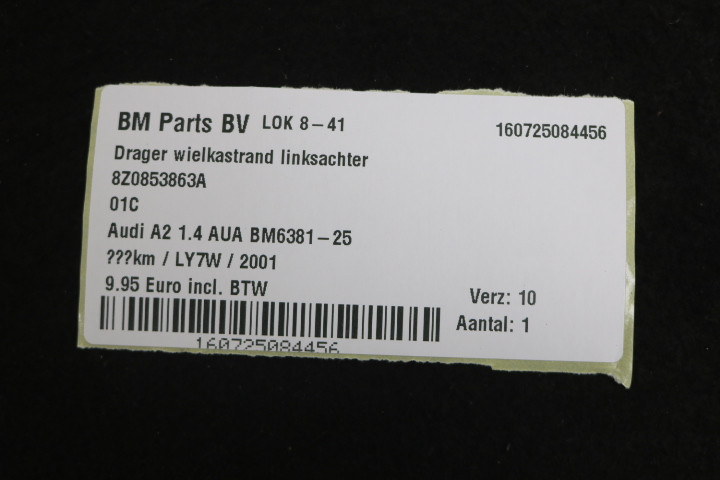 BM Parts BV LOK 8-41 160725084456
Drager wielkastrand linksachter
8Z0853863A
01C
Audi A2 1.4 AUA BM6381-25
???km / LY7W / 2001
9.95 Euro incl. BTW
Verz: 10
Aantal: 1
160725084456